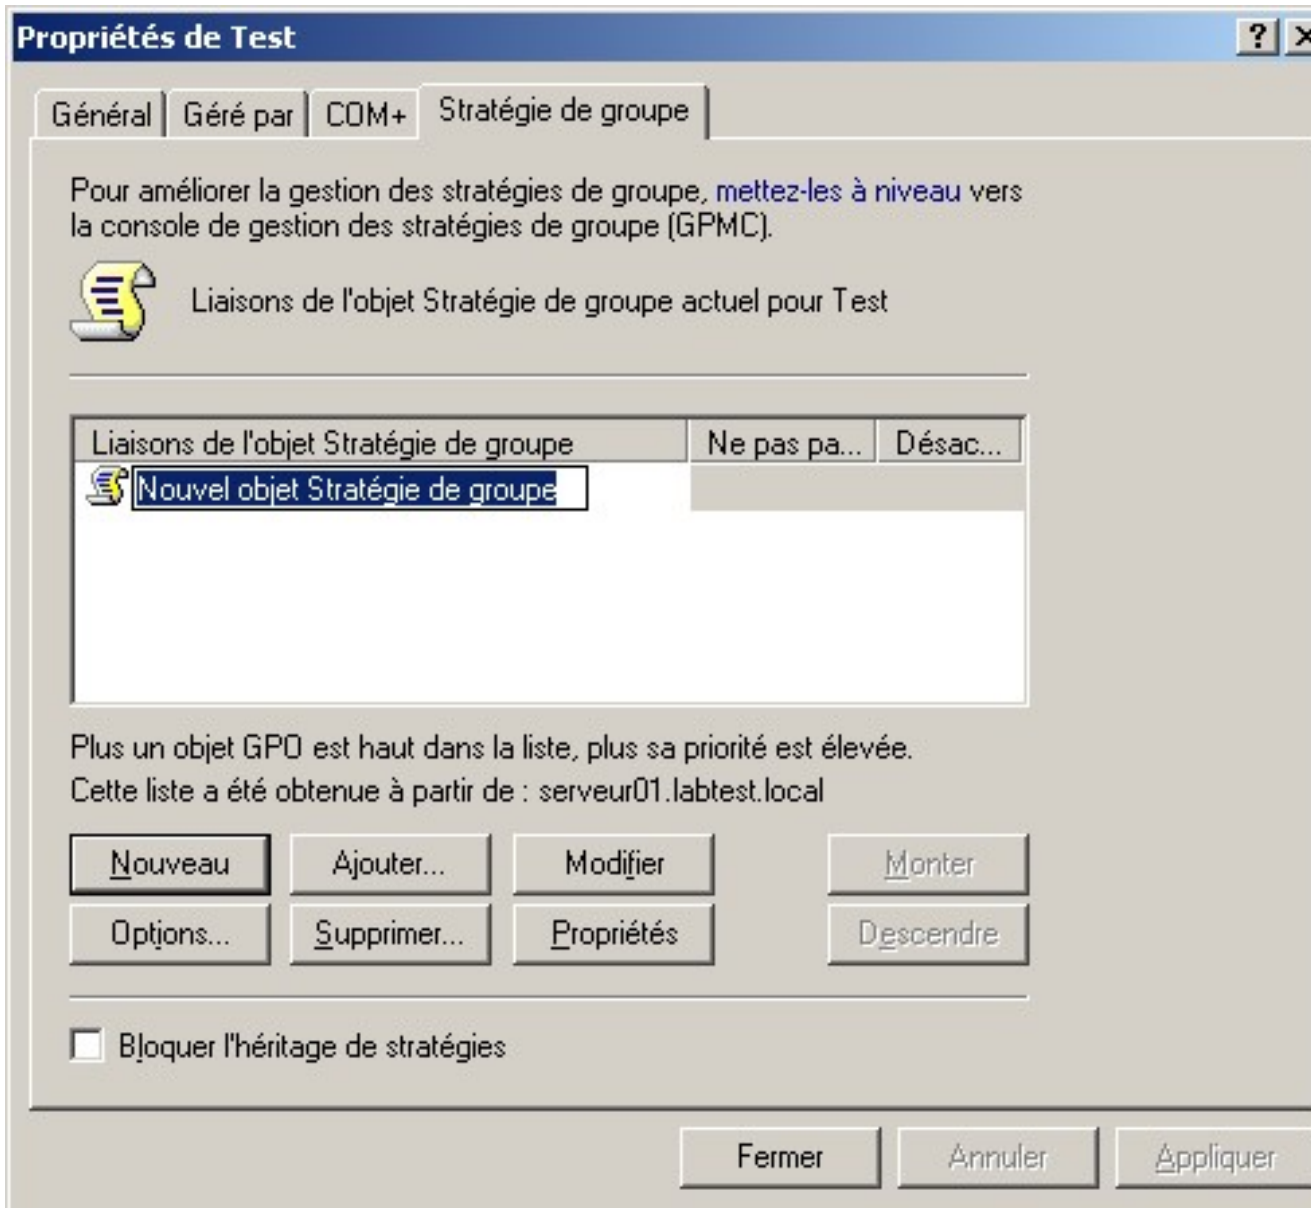 Propriétés de Test
Général Géré par COM+ Stratégie de groupe
Pour améliorer la gestion des stratégies de groupe, mettez-les à niveau vers
la console de gestion des stratégies de groupe (GPMC).
Liaisons de l'objet Stratégie de groupe actuel pour Test
Liaisons de l'objet Stratégie de groupe Ne pas pa... Désac...
Nouvel objet Stratégie de groupe
Plus un objet GPO est haut dans la liste, plus sa priorité est élevée.
Cette liste a été obtenue à partir de : serveur01.labtest.local
Nouveau Ajouter... Modifier Monter
Options... Supprimer... Propriétés Descendre
Bloquer l'héritage de stratégies
Fermer Annuler Appliquer